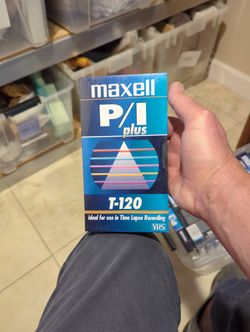 maxell
P/I
plus
T-120
Ideal for use in Time Lapse Recording
VHS